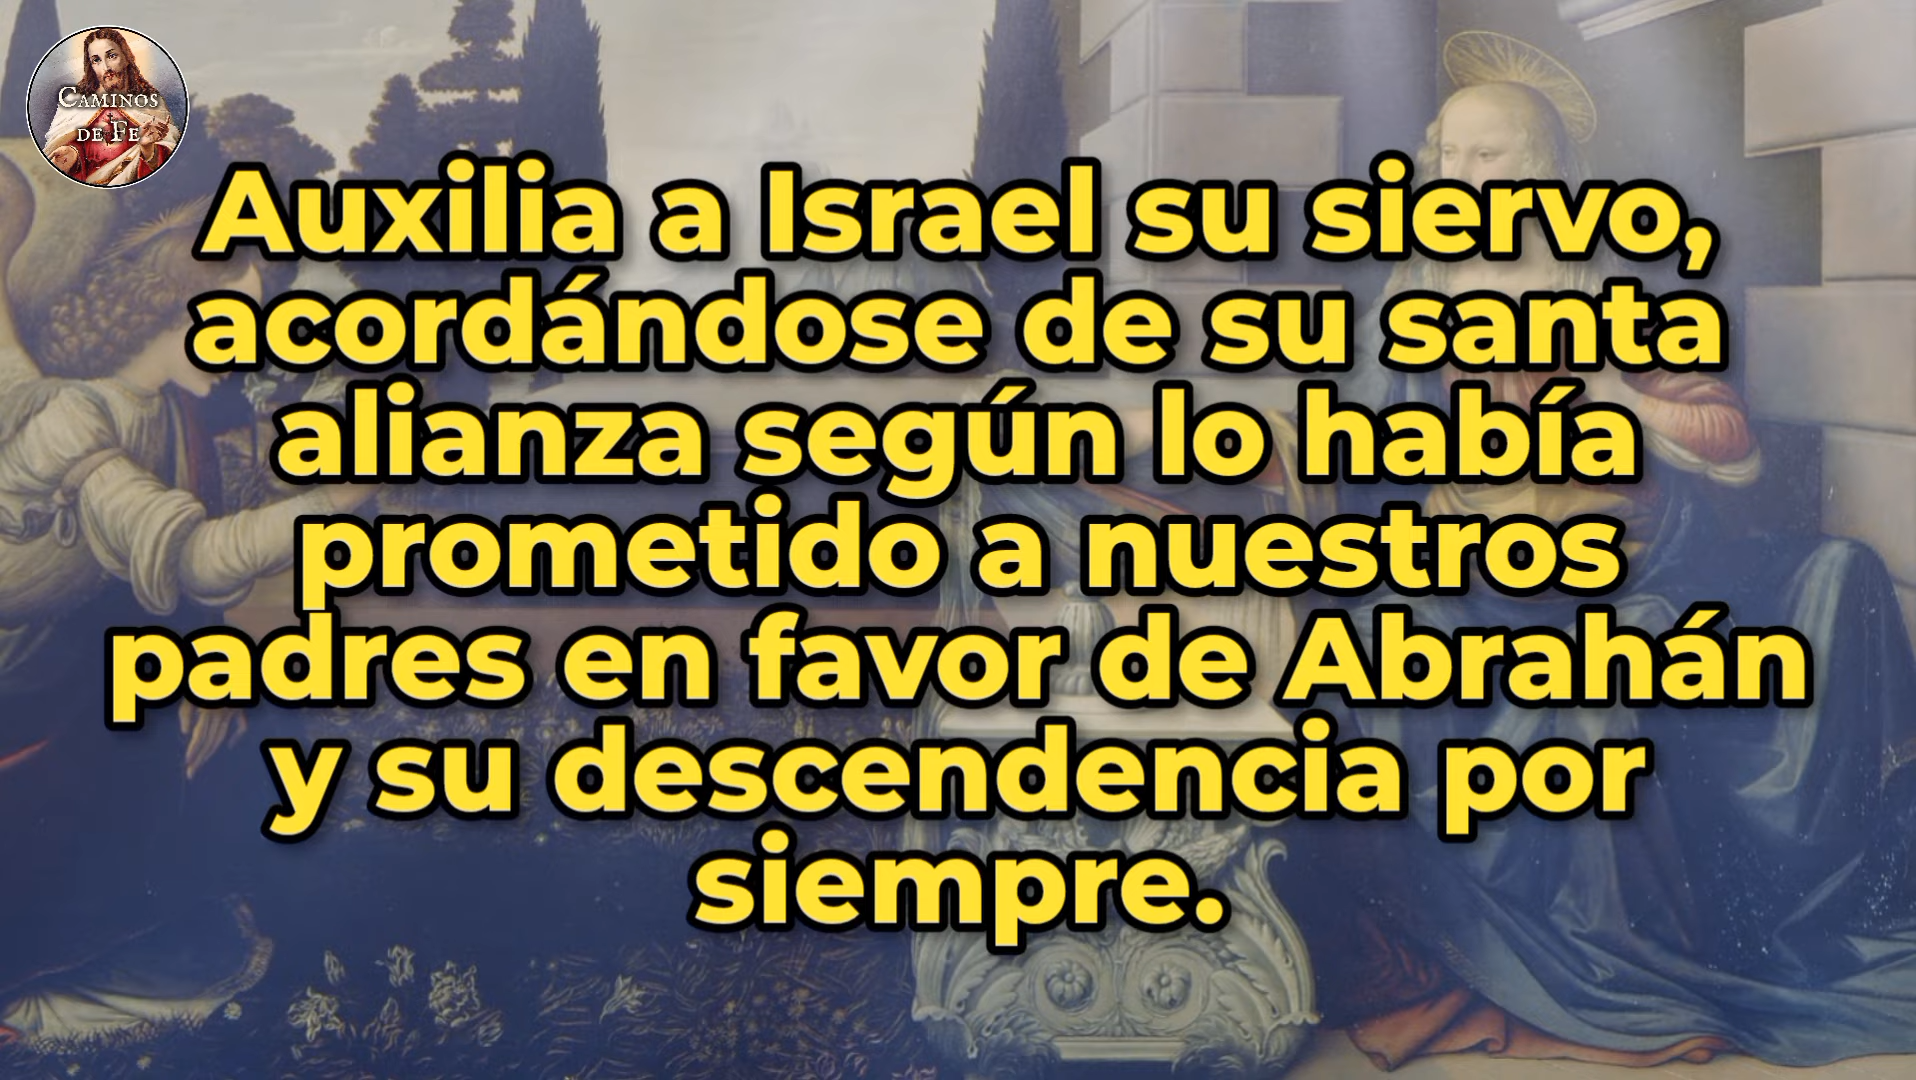 CAMINOS
DE FE
Auxilia a Israel su siervo,
acordándose de su santa
alianza según lo había
prometido a nuestros
padres en favor de Abrahán
y su descendencia por
siempre.